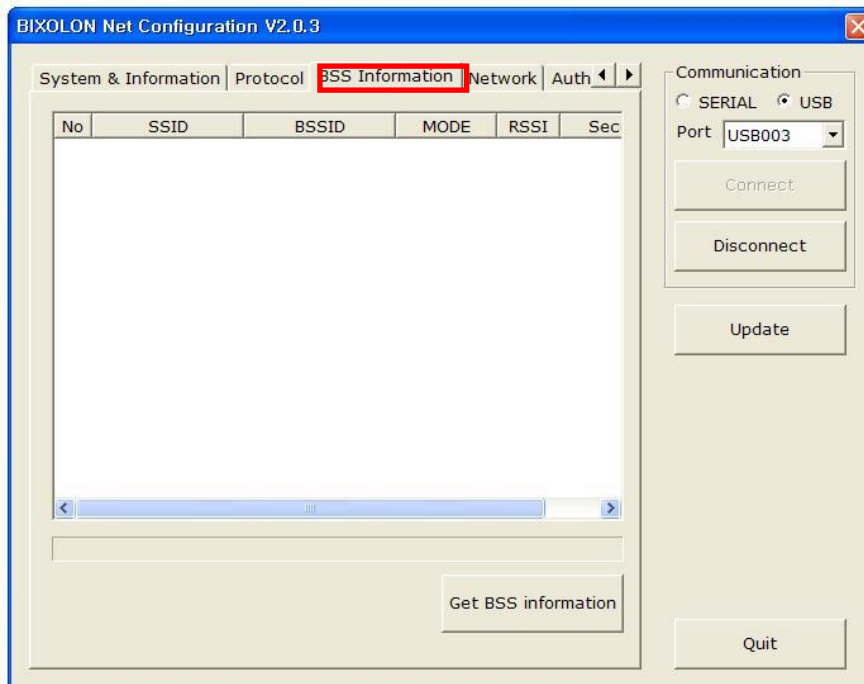 BIXOLON Net Configuration V2.0.3
System & Information Protocol BSS Information Network Auth
No SSID BSSID MODE RSSI Sec
Get BSS information
Communication
SERIAL USB
Port USB003
Connect
Disconnect
Update
Quit